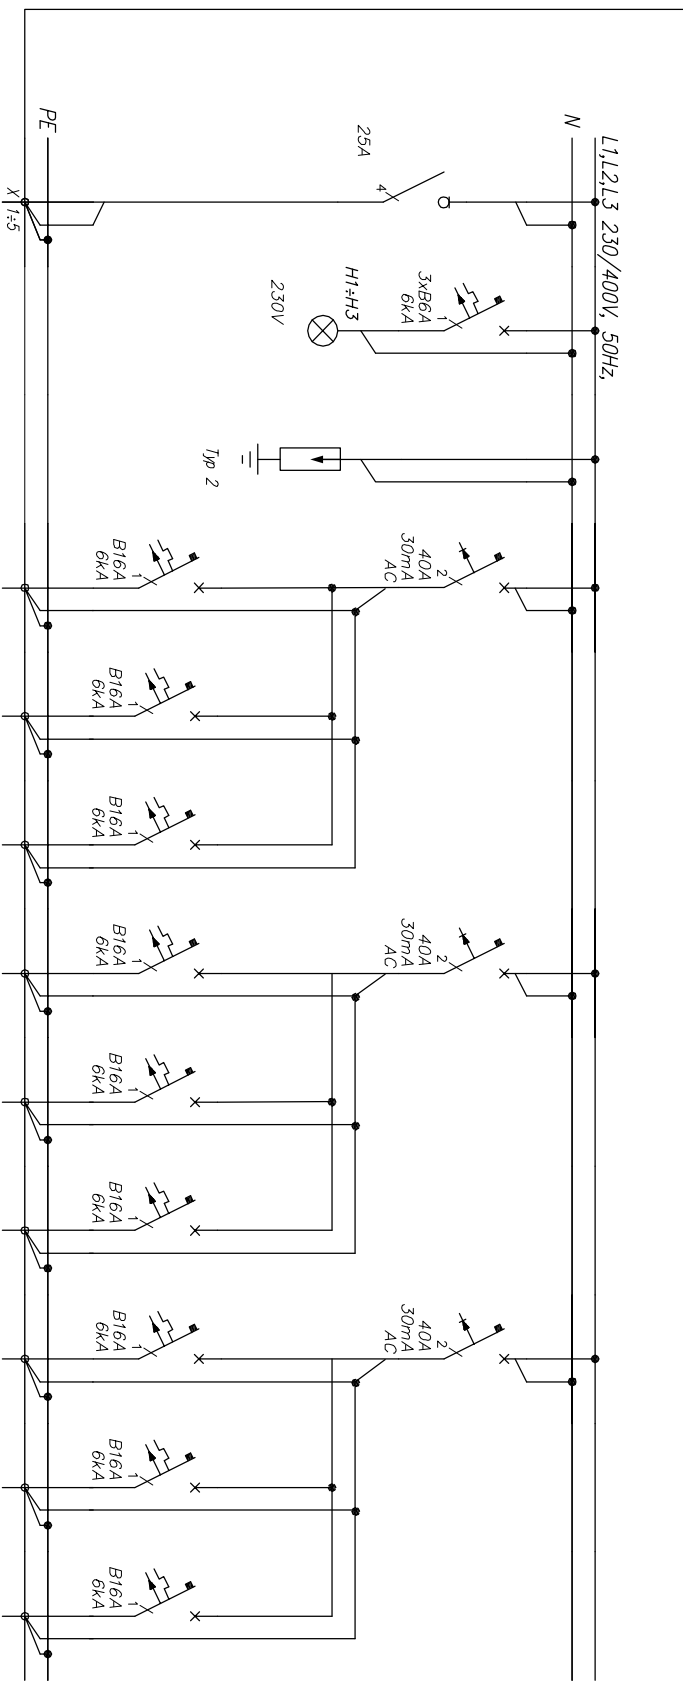 L1,L2,L3 230/400V, 50Hz,
N
PE
X 1÷5
25A
4
3xB6A
6kA
1
H1÷H3
230V
Typ 2
40A
30mA
AC
2
B16A
6kA
1
B16A
6kA
1
B16A
6kA
1
40A
30mA
AC
2
B16A
6kA
1
B16A
6kA
1
B16A
6kA
1
40A
30mA
AC
2
B16A
6kA
1
B16A
6kA
1
B16A
6kA
1